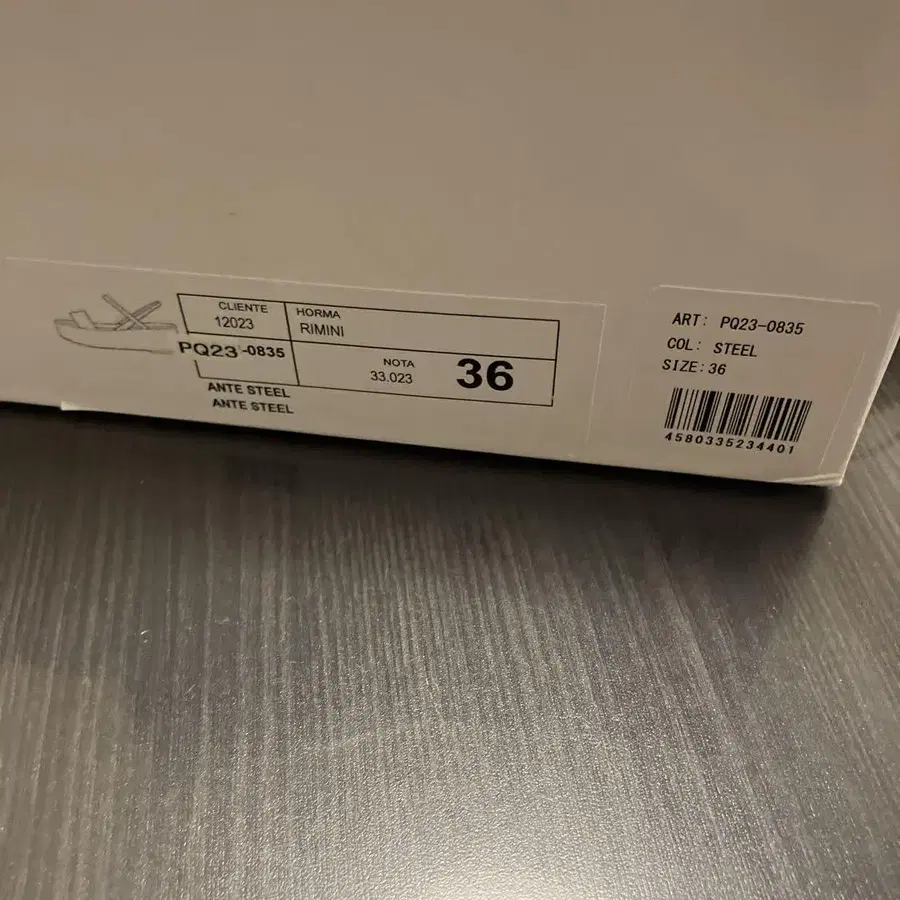 CLIENTE
12023
HORMA
RIMINI
PQ23-0835
NOTA
33.023
36
ANTE STEEL
ANTE STEEL
ART: PQ23-0835
COL: STEEL
SIZE:36
4580335234401